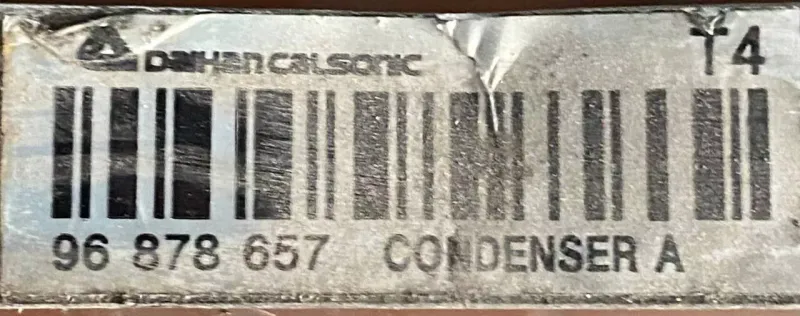 DaiHan CaLsonic T4
96 878 657 CONDENSER A